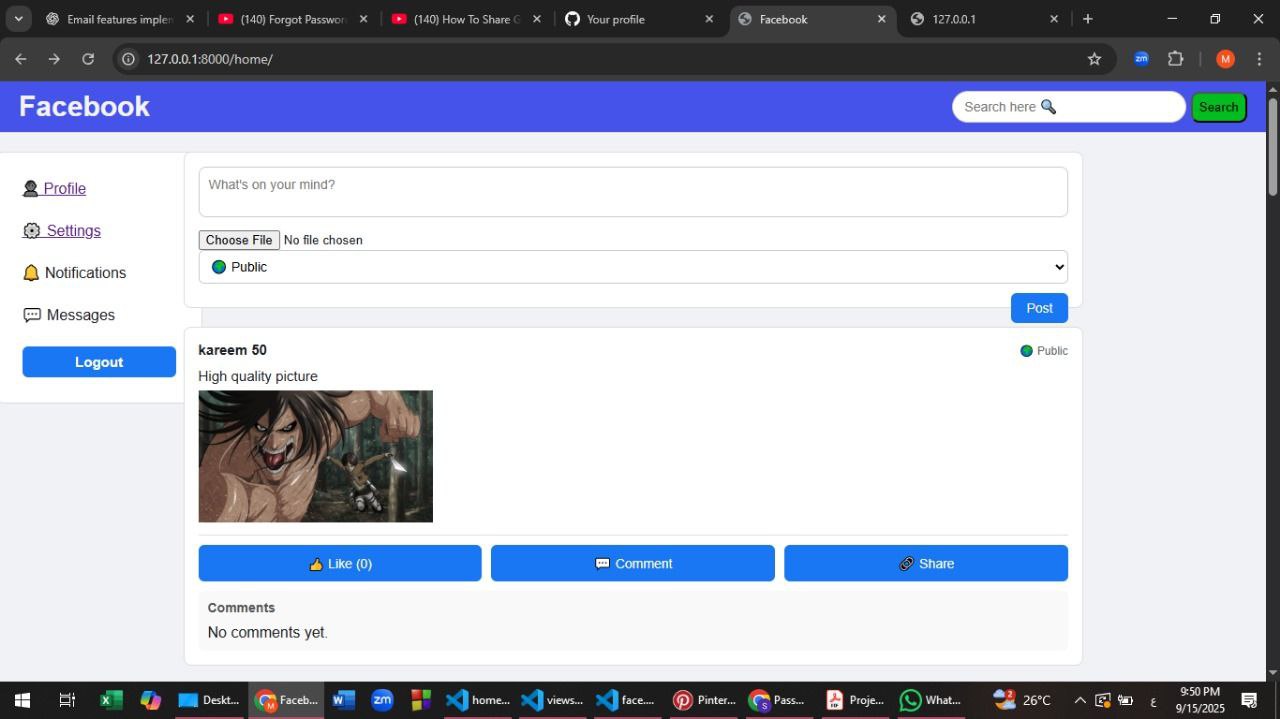 Email features implen
(140) Forgot Passwor
(140) How To Share G
Your profile
Facebook
127.0.0.1
127.0.0.1:8000/home/
M
Facebook
Search here 🔍
Search
👤 Profile
⚙️ Settings
🔔 Notifications
💬 Messages
Logout
What's on your mind?
Choose File No file chosen
🌍 Public
Post
kareem 50
🌍 Public
High quality picture
👍 Like (0)
💬 Comment
🔗 Share
Comments
No comments yet.
Deskt...
Faceb...
zm
home...
views...
face....
Pinter...
Pass...
Proje...
What...
2
26°C
ع
9:50 PM
9/15/2025